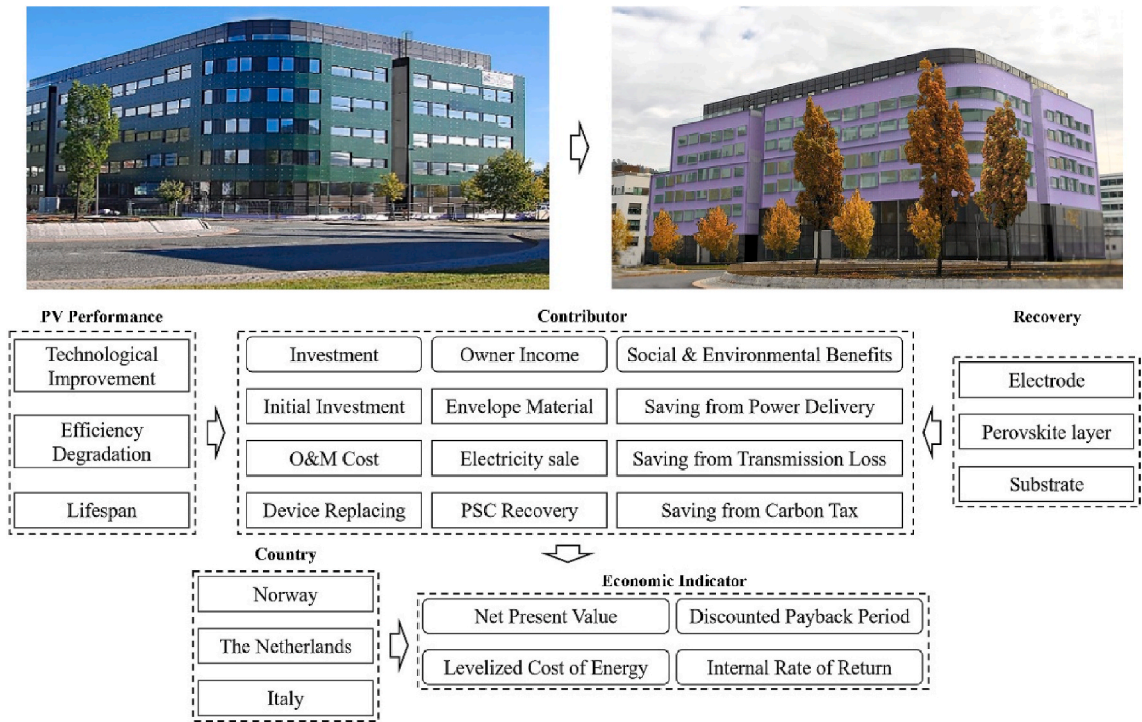 PV Performance
Contributor
Recovery
Technological
Improvement
Efficiency
Degradation
Lifespan
Investment
Owner Income
Social & Environmental Benefits
Initial Investment
Envelope Material
Saving from Power Delivery
O&M Cost
Electricity sale
Saving from Transmission Loss
Device Replacing
PSC Recovery
Saving from Carbon Tax
Electrode
Perovskite layer
Substrate
Country
Norway
The Netherlands
Italy
Economic Indicator
Net Present Value
Discounted Payback Period
Levelized Cost of Energy
Internal Rate of Return